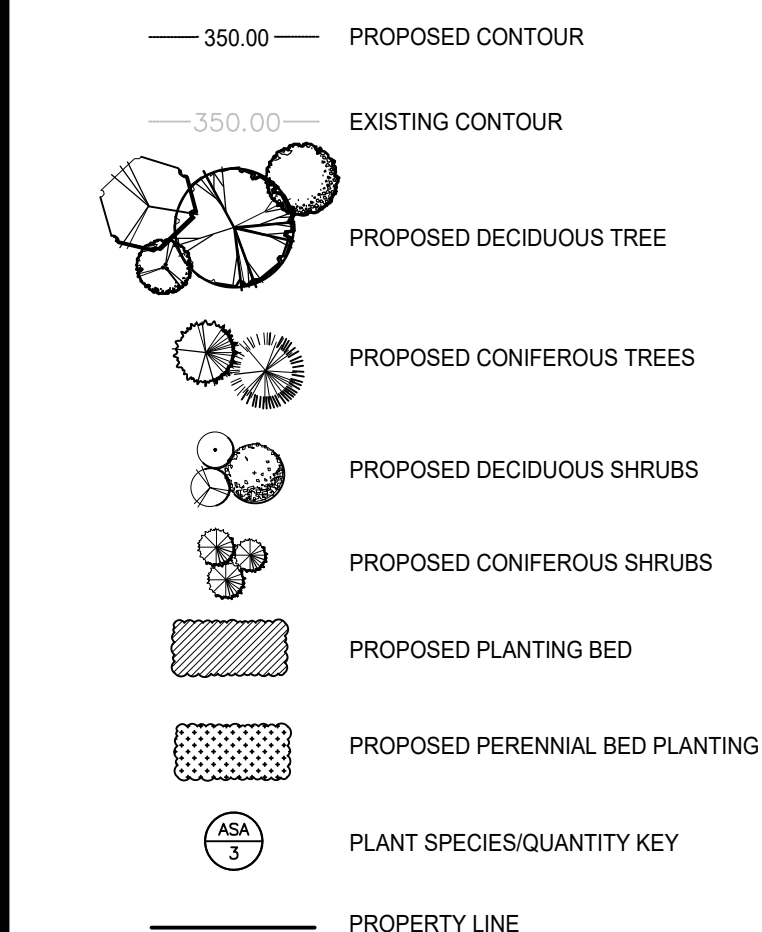 350.00 PROPOSED CONTOUR
350.00 EXISTING CONTOUR
PROPOSED DECIDUOUS TREE
PROPOSED CONIFEROUS TREES
PROPOSED DECIDUOUS SHRUBS
PROPOSED CONIFEROUS SHRUBS
PROPOSED PLANTING BED
PROPOSED PERENNIAL BED PLANTING
ASA
3
PLANT SPECIES/QUANTITY KEY
PROPERTY LINE